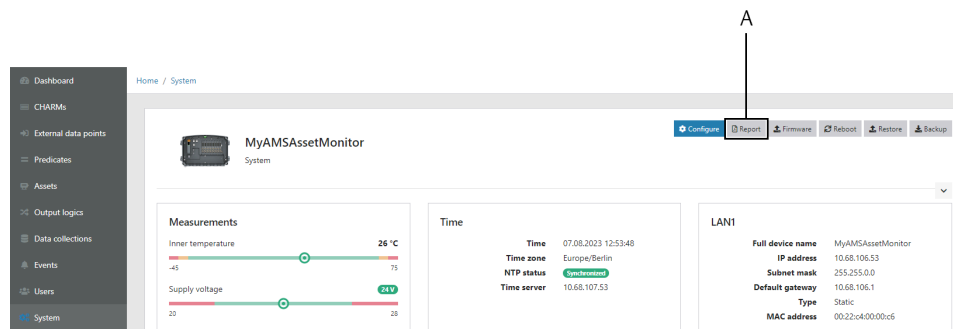 A
Dashboard
Home / System
CHARMs
External data points
Predicates
Assets
Output logics
Data collections
Events
Users
System
MyAMSAssetMonitor
System
Configure Report Firmware Reboot Restore Backup
Measurements
Inner temperature 26 °C
-45 75
Supply voltage 24 V
20 28
Time
Time 07.08.2023 12:53:48
Time zone Europe/Berlin
NTP status Synchronized
Time server 10.68.107.53
LAN1
Full device name MyAMSAssetMonitor
IP address 10.68.106.53
Subnet mask 255.255.0.0
Default gateway 10.68.106.1
Type Static
MAC address 00:22:c4:00:00:c6